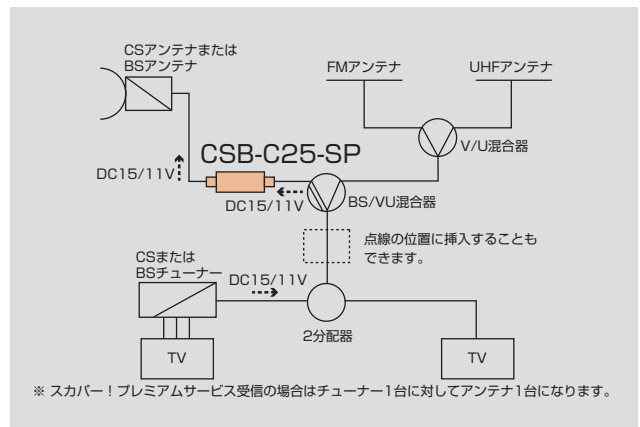 CSアンテナまたは
BSアンテナ
FMアンテナ
UHFアンテナ
CSB-C25-SP
V/U混合器
DC15/11V
DC15/11V
BS/VU混合器
点線の位置に挿入することも
できます。
CSまたは
BSチューナー
DC15/11V
2分配器
TV
TV
※ スカパー！プレミアムサービス受信の場合はチューナー1台に対してアンテナ1台になります。